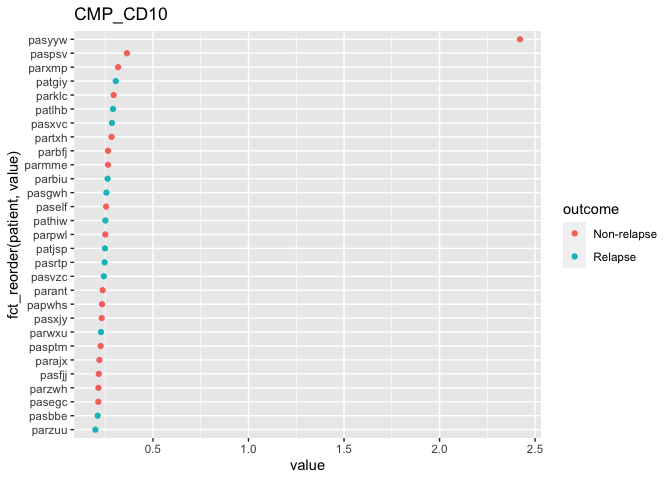 CMP_CD10
fct_reorder(patient, value)
pasyyw
paspsv
parxmp
patgiy
parklc
patlhb
pasxvc
partxh
parbfj
parmme
parbiu
pasgwh
paself
pathiw
parpwl
patjsp
pasrtp
pasvzc
parant
papwhs
pasxjy
parwxu
pasptm
parajx
pasfjj
parzwh
pasegc
pasbbe
parzuu
0.5 1.0 1.5 2.0 2.5
value
outcome
Non-relapse
Relapse